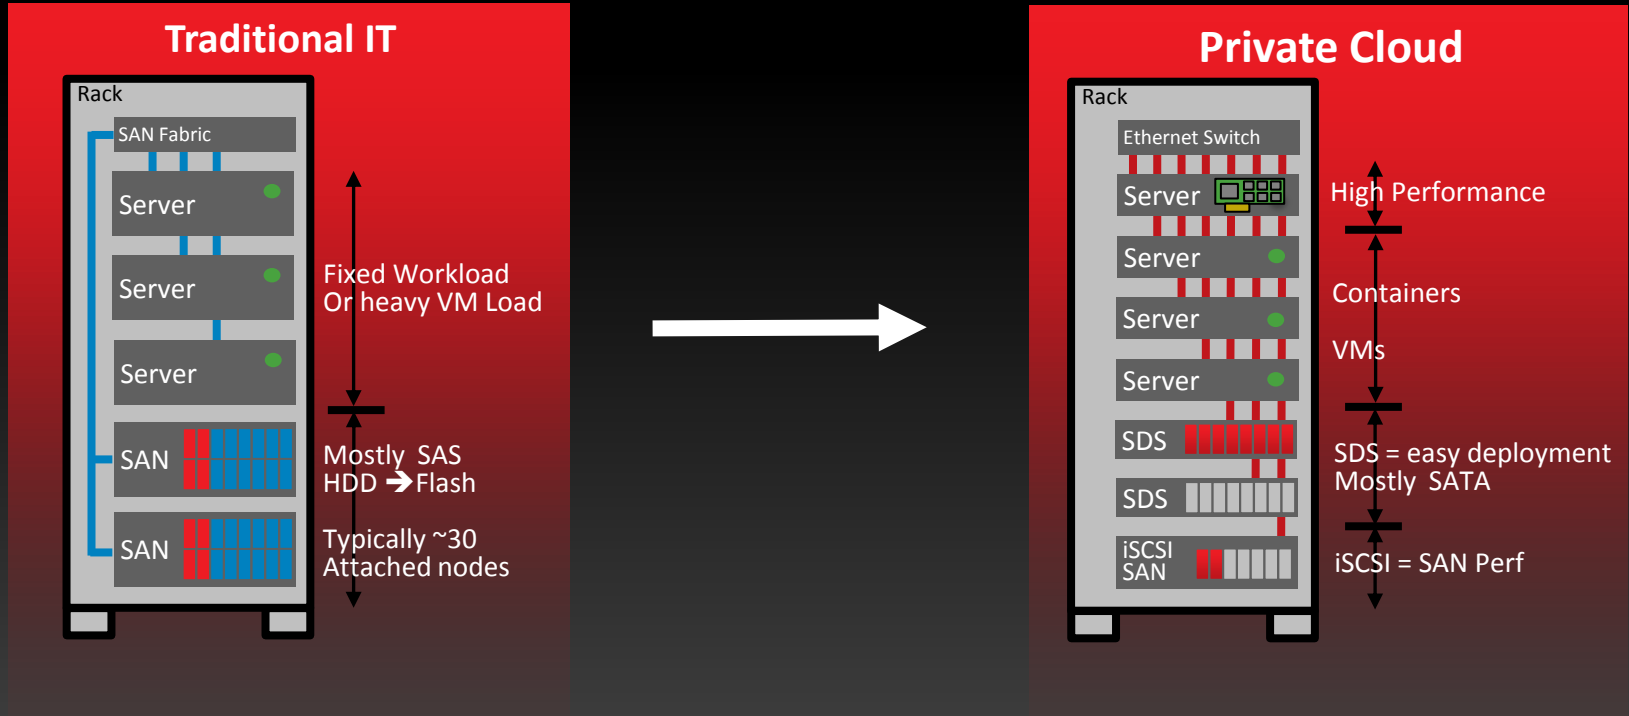 Traditional IT
Rack
SAN Fabric
Server
Server
Server
SAN
SAN
Fixed Workload
Or heavy VM Load
Mostly SAS
HDD ➔Flash
Typically ~30
Attached nodes
Private Cloud
Rack
Ethernet Switch
Server
Server
Server
Server
SDS
SDS
iSCSI
SAN
High Performance
Containers
VMs
SDS = easy deployment
Mostly SATA
iSCSI = SAN Perf